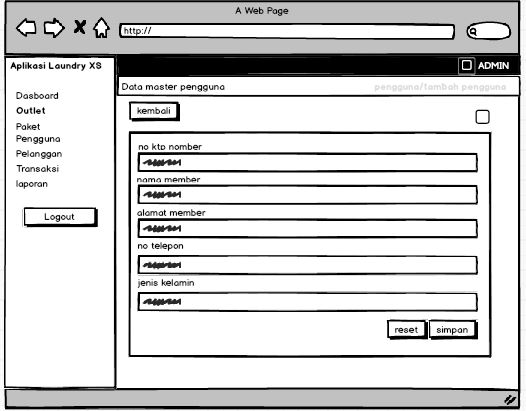 A Web Page
http://
Aplikasi Laundry XS
ADMIN
Data master pengguna
pengguna/tambah pengguna
Dasboard
Outlet
Paket
Pengguna
Pelanggan
Transaksi
laporan
Logout
kembali
no ktp nomber
nama member
alamat member
no telepon
jenis kelamin
reset simpan